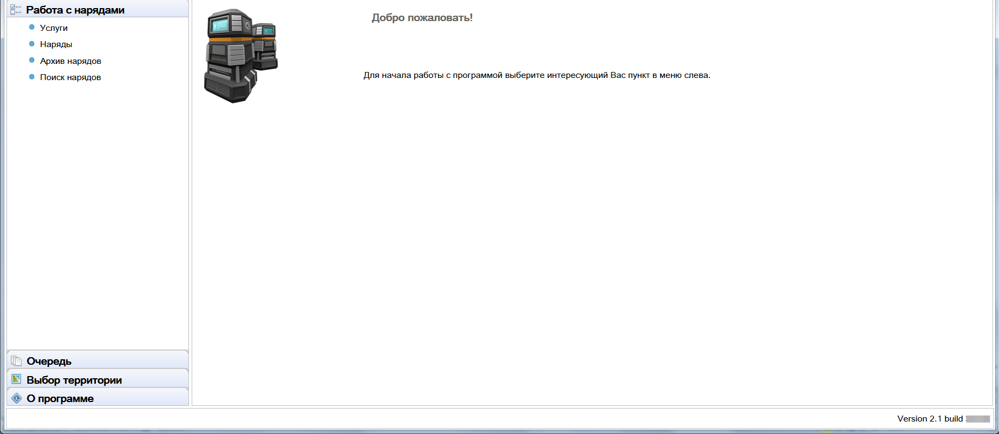 Работа с нарядами
Услуги
Наряды
Архив нарядов
Поиск нарядов
Очередь
Выбор территории
О программе
Добро пожаловать!
Для начала работы с программой выберите интересующий Вас пункт в меню слева.
Version 2.1 build